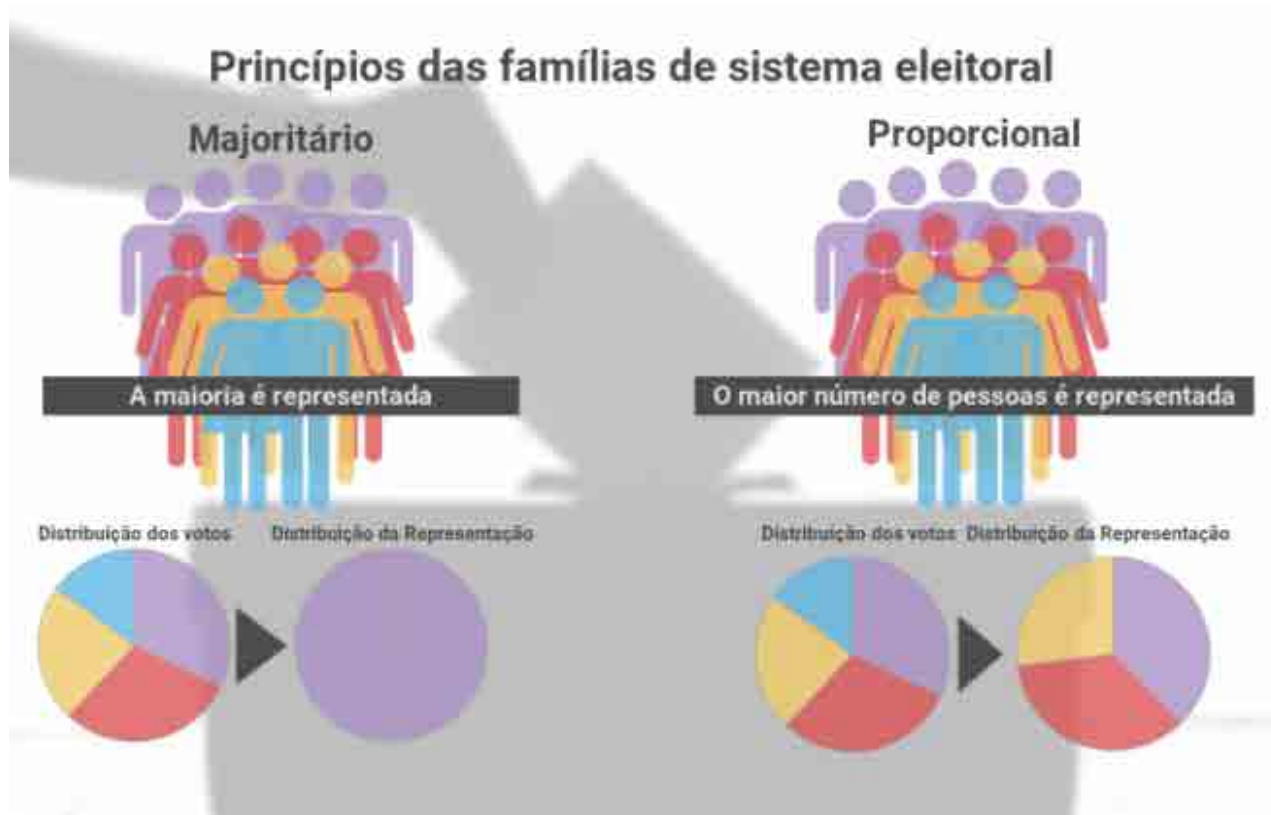 Princípios das famílias de sistema eleitoral
Majoritário
Proporcional
A maioria é representada
O maior número de pessoas é representada
Distribuição dos votos
Distribuição da Representação
Distribuição dos votos
Distribuição da Representação